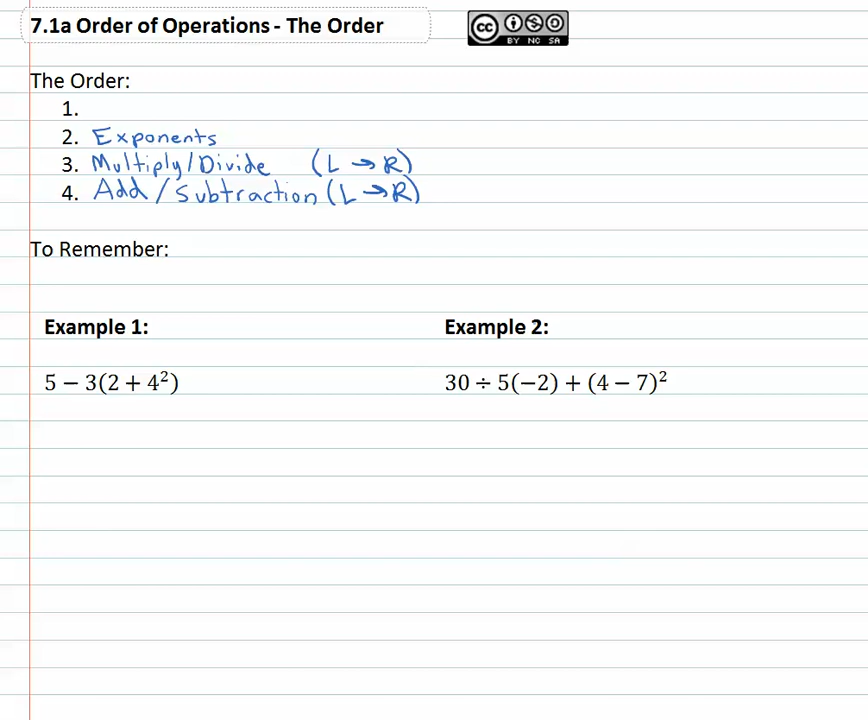 7.1a Order of Operations - The Order
cc BY NC SA
The Order:
1.
2. Exponents
3. Multiply/Divide (L → R)
4. Add/Subtraction (L → R)
To Remember:
Example 1: Example 2:
5 − 3(2 + 4²) 30 ÷ 5(−2) + (4 − 7)²